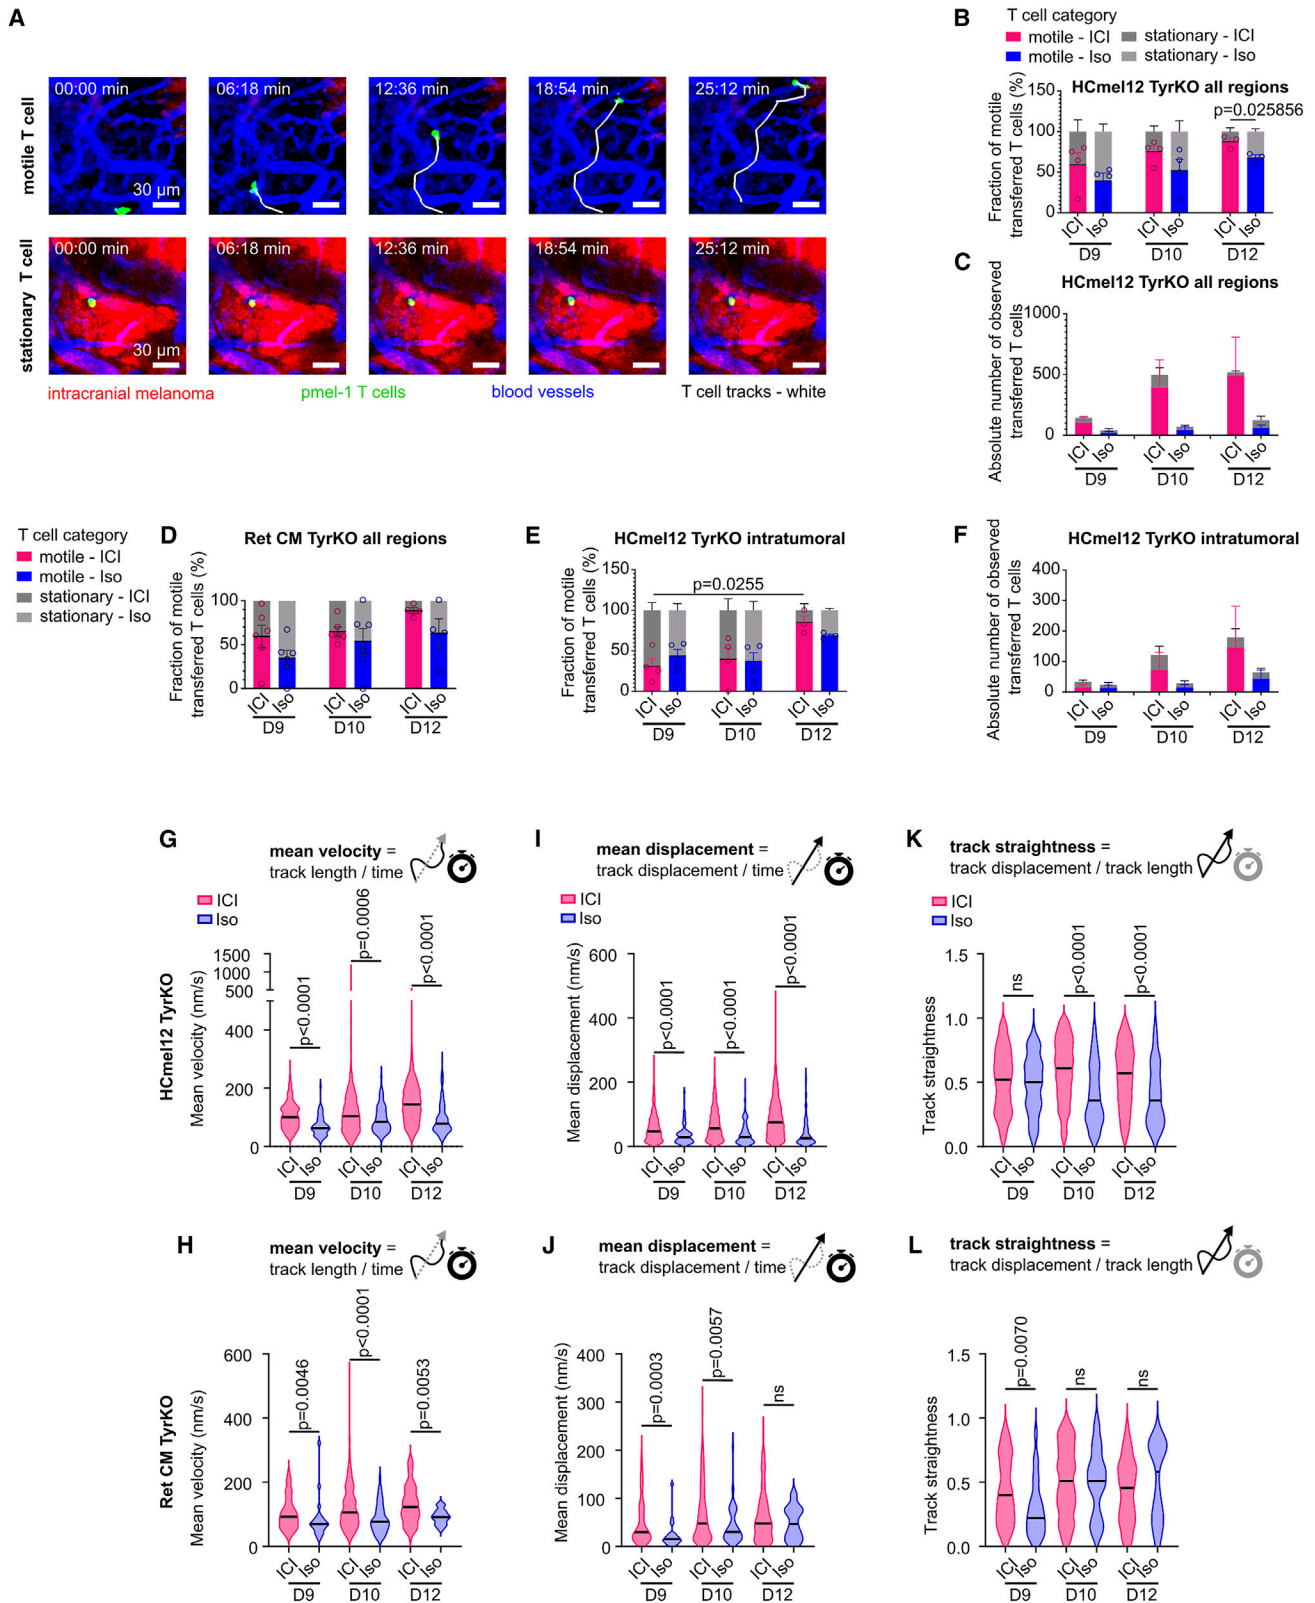 A
motile T cell
00:00 min
06:18 min
12:36 min
18:54 min
25:12 min
30 µm
stationary T cell
00:00 min
06:18 min
12:36 min
18:54 min
25:12 min
30 µm
intracranial melanoma
pmel-1 T cells
blood vessels
T cell tracks - white
B
T cell category
motile - ICI
stationary - ICI
motile - Iso
stationary - Iso
HCmel12 TyrKO all regions
p=0.025856
Fraction of motile
transferred T cells (%)
150
100
50
0
ICI
Iso
ICI
Iso
ICI
Iso
D9
D10
D12
C
HCmel12 TyrKO all regions
Absolute number of observed
transferred T cells
1000
500
0
ICI
Iso
ICI
Iso
ICI
Iso
D9
D10
D12
T cell category
motile - ICI
motile - Iso
stationary - ICI
stationary - Iso
D
Ret CM TyrKO all regions
Fraction of motile
transferred T cells (%)
100
50
0
ICI
Iso
ICI
Iso
ICI
Iso
D9
D10
D12
E
HCmel12 TyrKO intratumoral
p=0.0255
Fraction of motile
transferred T cells (%)
150
100
50
0
ICI
Iso
ICI
Iso
ICI
Iso
D9
D10
D12
F
HCmel12 TyrKO intratumoral
Absolute number of observed
transferred T cells
400
300
200
100
0
ICI
Iso
ICI
Iso
ICI
Iso
D9
D10
D12
G
mean velocity =
track length / time
ICI
Iso
HCmel12 TyrKO
Mean velocity (nm/s)
1500
1000
500
400
200
0
p<0.0001
p=0.0006
p<0.0001
ICI
Iso
ICI
Iso
ICI
Iso
D9
D10
D12
I
mean displacement =
track displacement / time
ICI
Iso
Mean displacement (nm/s)
600
400
200
0
p<0.0001
p<0.0001
p<0.0001
ICI
Iso
ICI
Iso
ICI
Iso
D9
D10
D12
K
track straightness =
track displacement / track length
ICI
Iso
Track straightness
1.5
1.0
0.5
0.0
ns
p<0.0001
p<0.0001
ICI
Iso
ICI
Iso
ICI
Iso
D9
D10
D12
H
mean velocity =
track length / time
Ret CM TyrKO
Mean velocity (nm/s)
600
400
200
0
p=0.0046
p<0.0001
p=0.0053
ICI
Iso
ICI
Iso
ICI
Iso
D9
D10
D12
J
mean displacement =
track displacement / time
Mean displacement (nm/s)
400
300
200
100
0
p=0.0003
p=0.0057
ns
ICI
Iso
ICI
Iso
ICI
Iso
D9
D10
D12
L
track straightness =
track displacement / track length
Track straightness
1.5
1.0
0.5
0.0
p=0.0070
ns
ns
ICI
Iso
ICI
Iso
ICI
Iso
D9
D10
D12